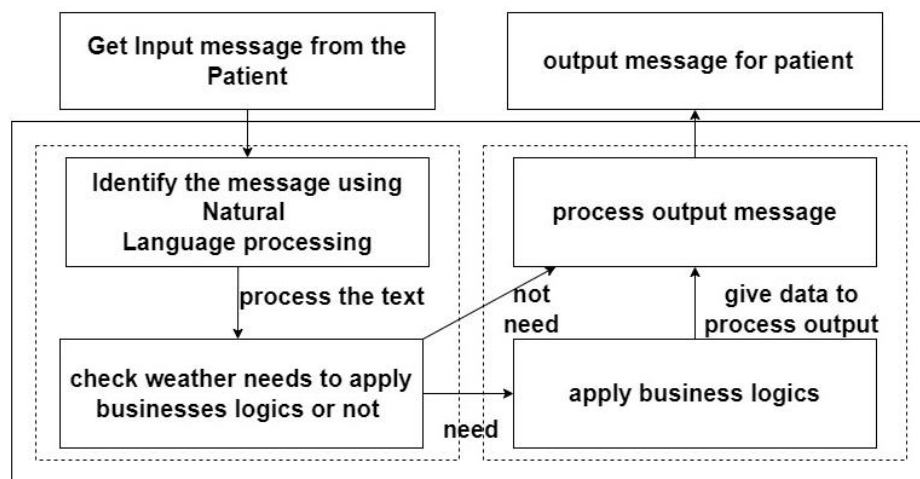 Get Input message from the
Patient
output message for patient
Identify the message using
Natural
Language processing
process output message
process the text
not
need
give data to
process output
check weather needs to apply
businesses logics or not
need
apply business logics